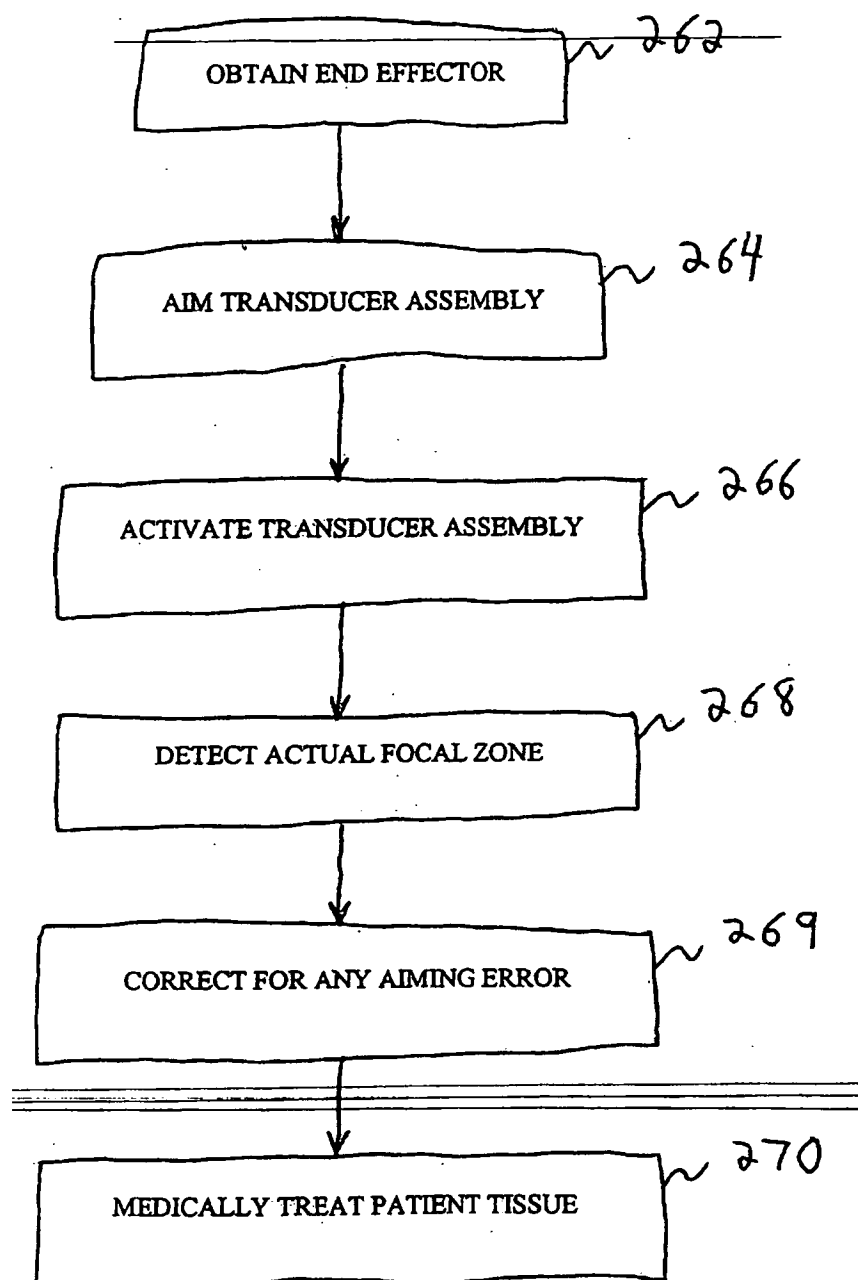 262
OBTAIN END EFFECTOR
264
AIM TRANSDUCER ASSEMBLY
266
ACTIVATE TRANSDUCER ASSEMBLY
268
DETECT ACTUAL FOCAL ZONE
269
CORRECT FOR ANY AIMING ERROR
270
MEDICALLY TREAT PATIENT TISSUE